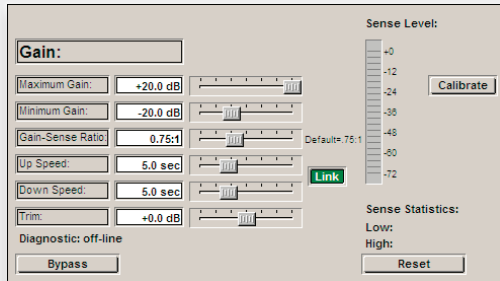 Sense Level:
Gain:
+0
-12
-24
-36
-48
-60
-72
Calibrate
Maximum Gain: +20.0 dB
Minimum Gain: -20.0 dB
Gain-Sense Ratio: 0.75:1 Default=.75:1
Up Speed: 5.0 sec
Link
Down Speed: 5.0 sec
Trim: +0.0 dB
Diagnostic: off-line
Bypass
Sense Statistics:
Low:
High:
Reset